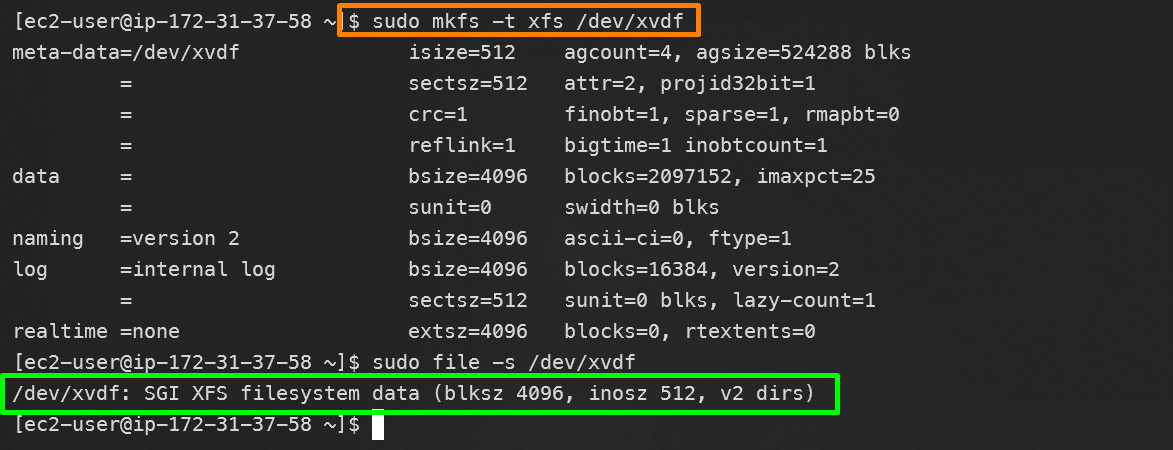 [ec2-user@ip-172-31-37-58 ~]$ sudo mkfs -t xfs /dev/xvdf
meta-data=/dev/xvdf              isize=512    agcount=4, agsize=524288 blks
         =                       sectsz=512   attr=2, projid32bit=1
         =                       crc=1        finobt=1, sparse=1, rmapbt=0
         =                       reflink=1    bigtime=1 inobtcount=1
data     =                       bsize=4096   blocks=2097152, imaxpct=25
         =                       sunit=0      swidth=0 blks
naming   =version 2              bsize=4096   ascii-ci=0, ftype=1
log      =internal log           bsize=4096   blocks=16384, version=2
         =                       sectsz=512   sunit=0 blks, lazy-count=1
realtime =none                   extsz=4096   blocks=0, rtextents=0
[ec2-user@ip-172-31-37-58 ~]$ sudo file -s /dev/xvdf
/dev/xvdf: SGI XFS filesystem data (blksz 4096, inosz 512, v2 dirs)
[ec2-user@ip-172-31-37-58 ~]$